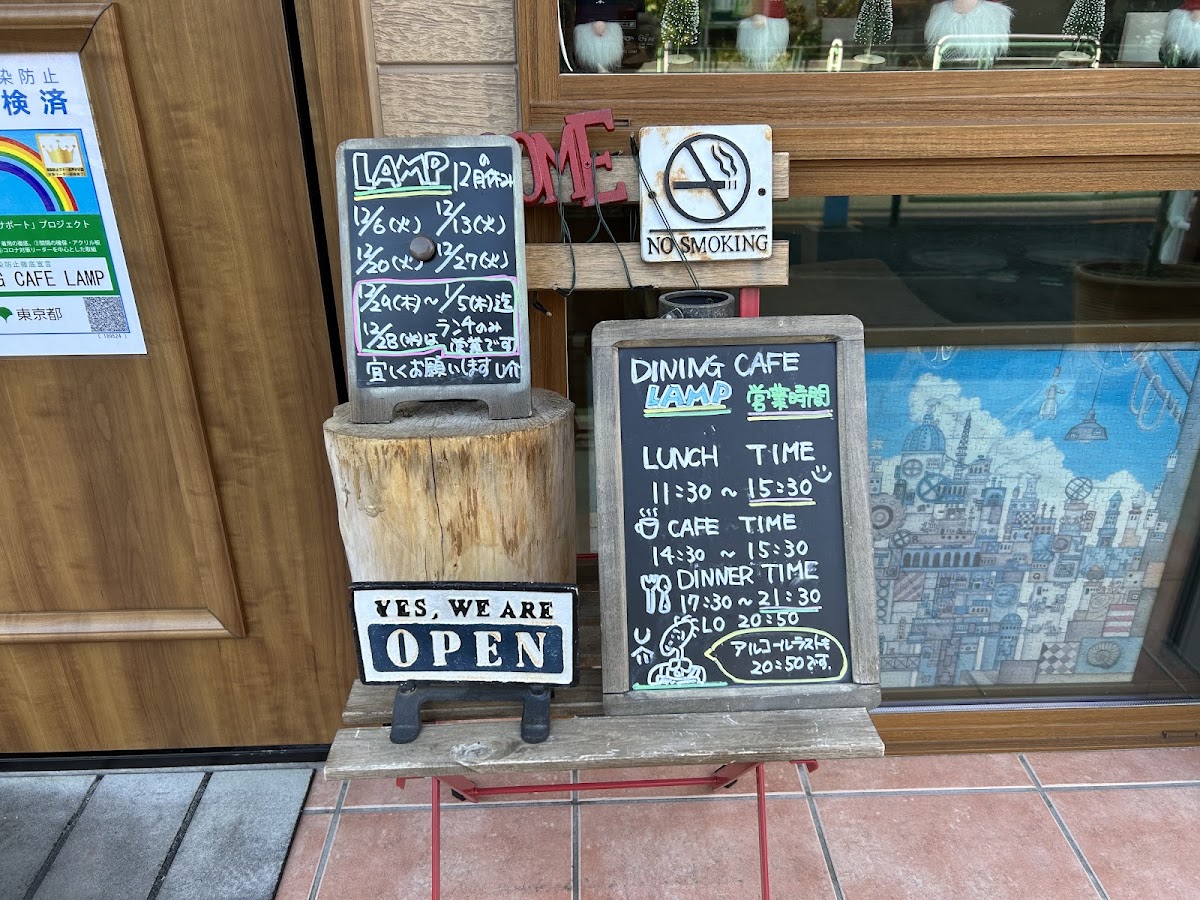 染防止
検済
サポート」プロジェクト
NG CAFE LAMP
東京都
LAMP 12月の休み
12/6(火) 12/13(火)
12/20(火) 12/27(火)
12/29(木)～1/5(木)迄
12/28(水)は ランチのみ
営業です
宜しくお願いします
OME
NO SMOKING
DINING CAFE
LAMP 営業時間
LUNCH TIME
11:30 ~ 15:30
CAFE TIME
14:30 ~ 15:30
DINNER TIME
17:30 ~ 21:30
LO 20:50
アルコールラストも
20:50です。
YES, WE ARE
OPEN